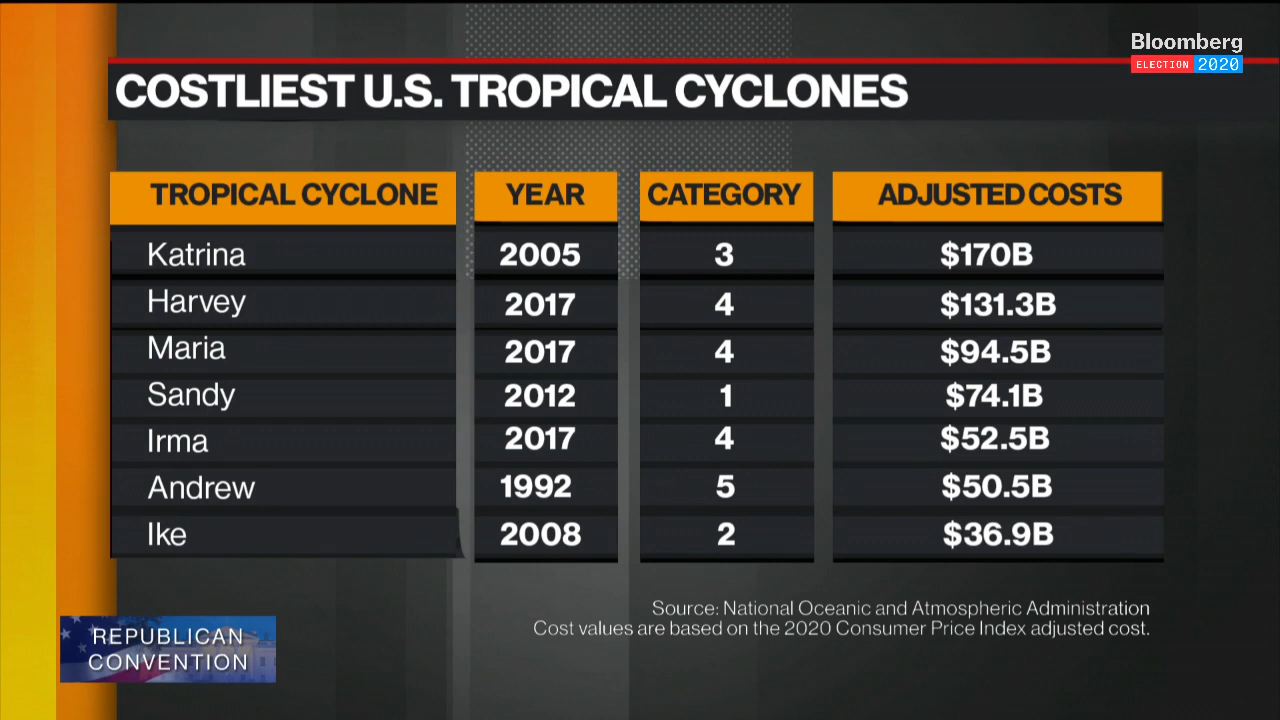 Bloomberg
ELECTION 2020
COSTLIEST U.S. TROPICAL CYCLONES
TROPICAL CYCLONE YEAR CATEGORY ADJUSTED COSTS
Katrina 2005 3 $170B
Harvey 2017 4 $131.3B
Maria 2017 4 $94.5B
Sandy 2012 1 $74.1B
Irma 2017 4 $52.5B
Andrew 1992 5 $50.5B
Ike 2008 2 $36.9B
Source: National Oceanic and Atmospheric Administration
Cost values are based on the 2020 Consumer Price Index adjusted cost.
REPUBLICAN
CONVENTION